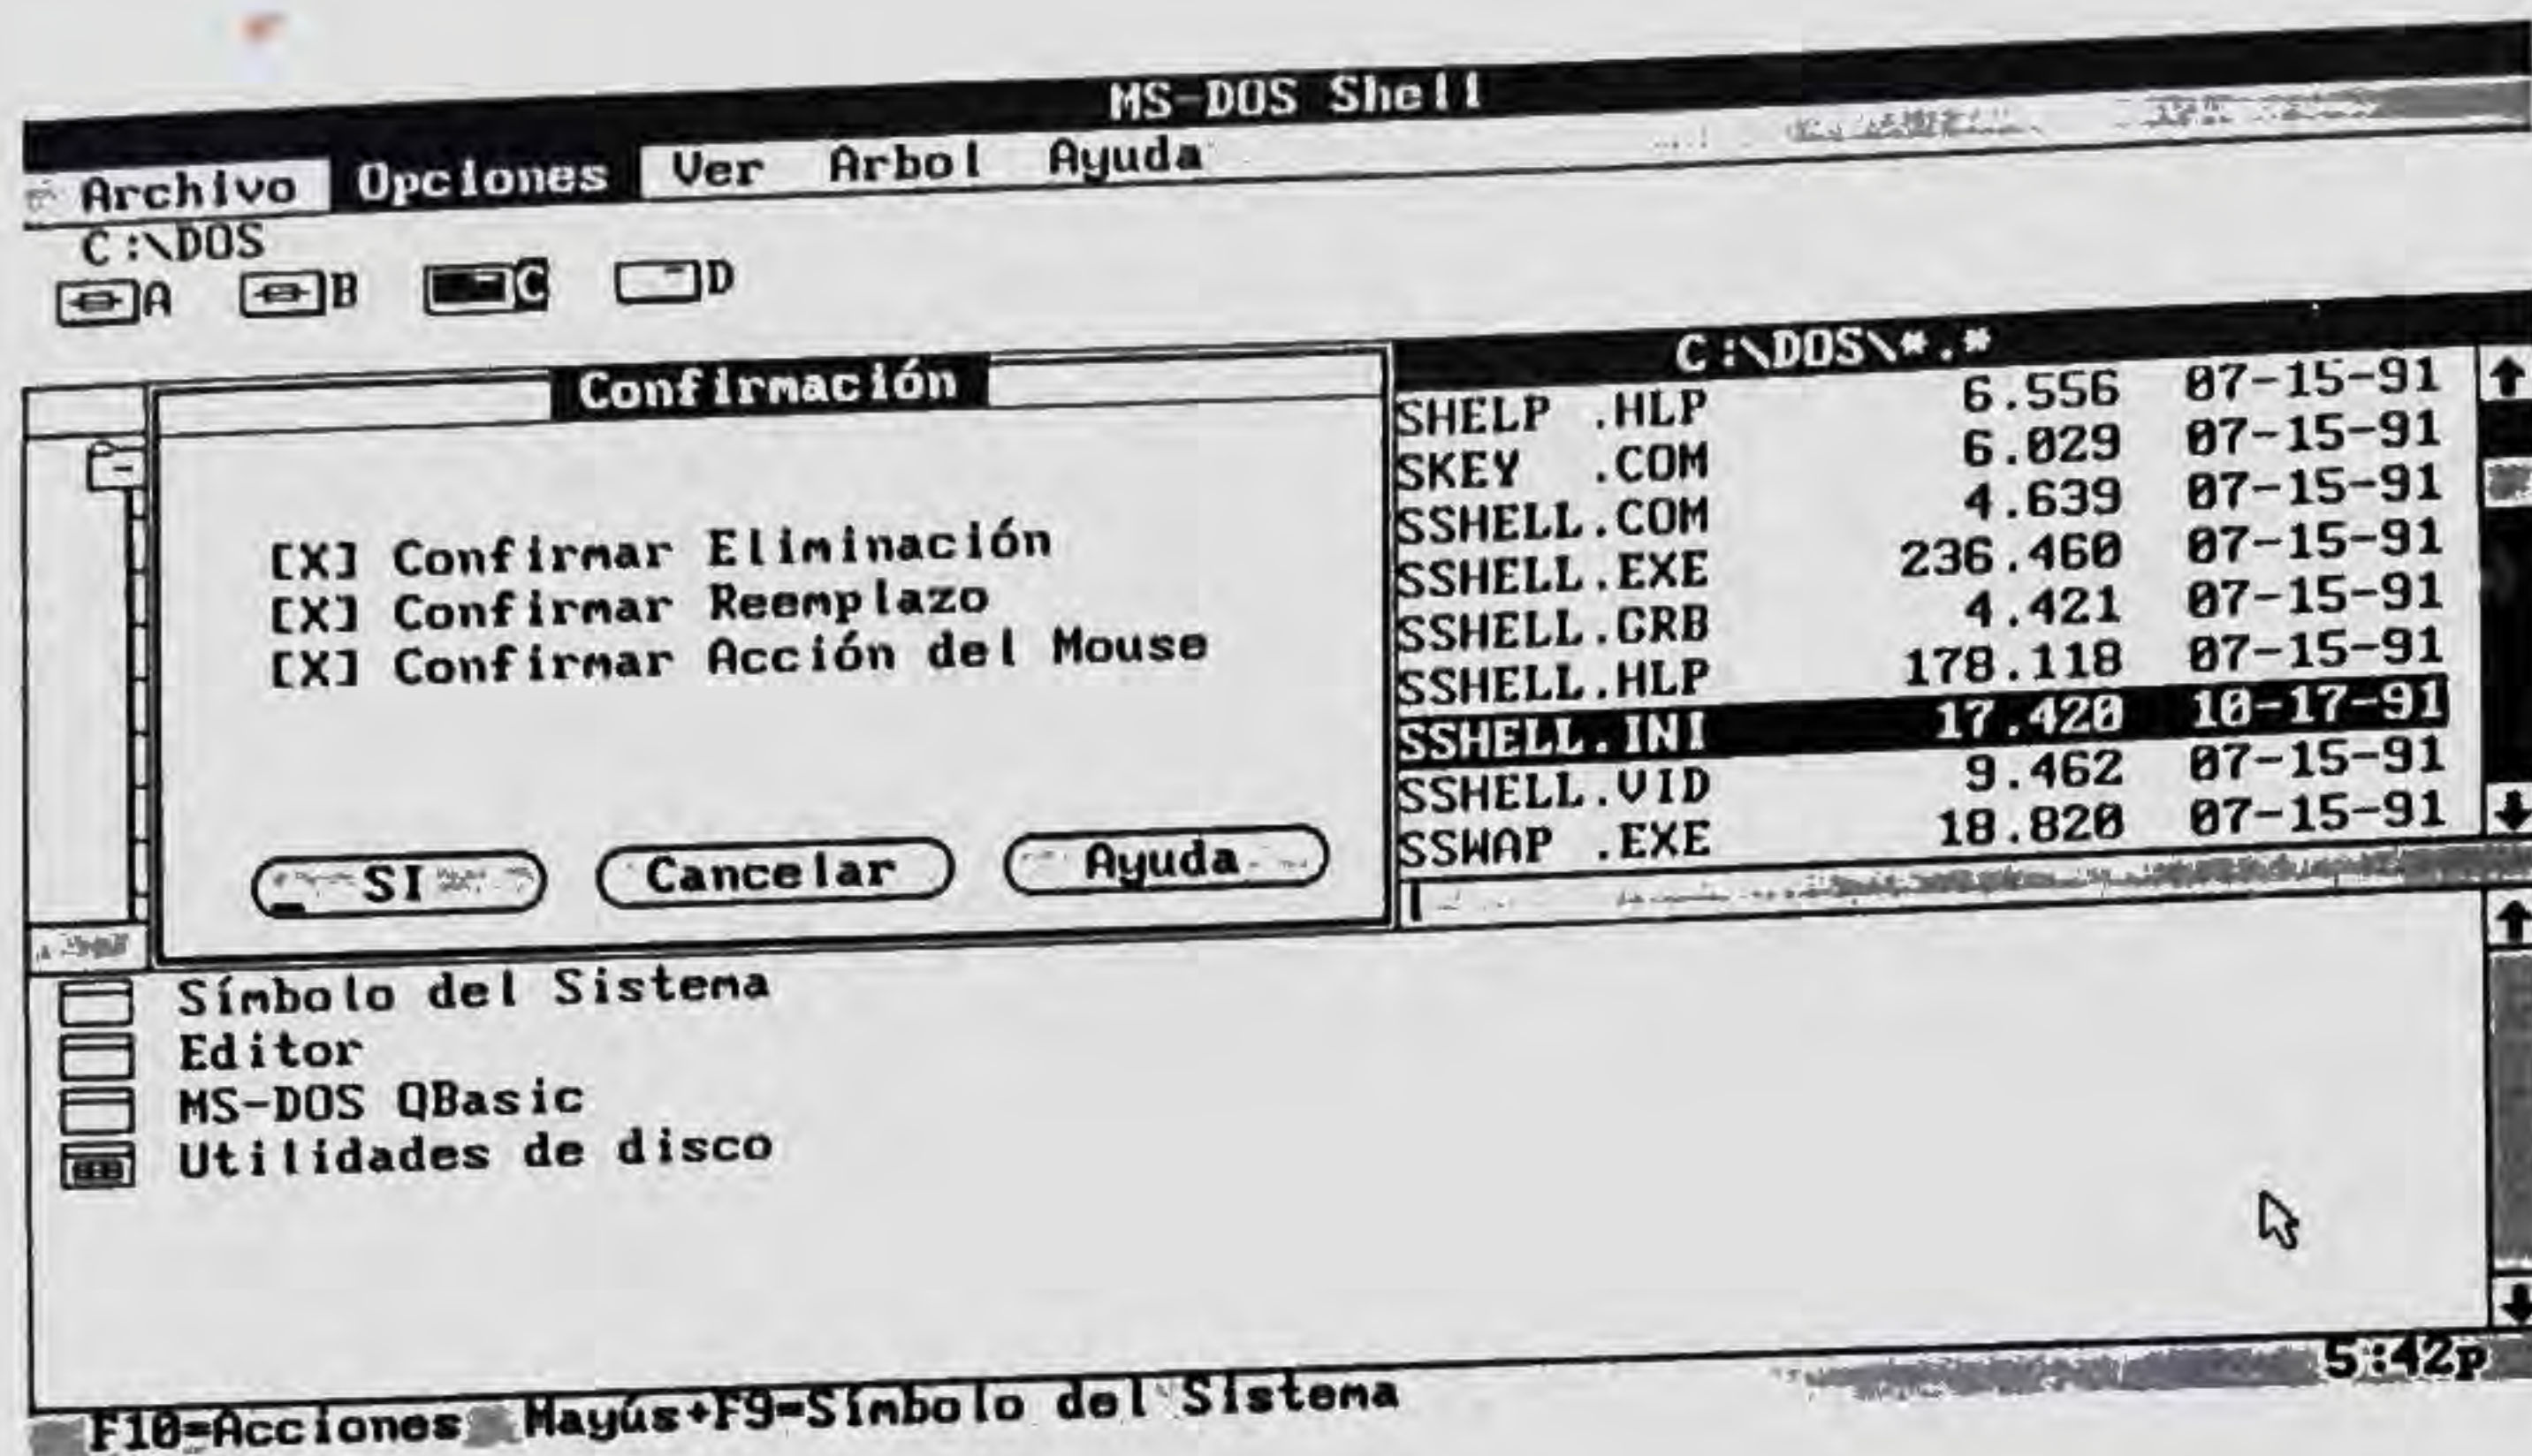 MS-DOS Shell
Archivo Opciones Ver Arbol Ayuda
C:\DOS
A B C D
C:\DOS\*.*
Confirmación
[X] Confirmar Eliminación
[X] Confirmar Reemplazo
[X] Confirmar Acción del Mouse
SI Cancelar Ayuda
SHELP .HLP 6.556 07-15-91
SKEY .COM 6.029 07-15-91
SSHELL.COM 4.639 07-15-91
SSHELL.EXE 236.460 07-15-91
SSHELL.GRB 4.421 07-15-91
SSHELL.HLP 178.118 07-15-91
SSHELL.INI 17.420 10-17-91
SSHELL.VID 9.462 07-15-91
SSWAP .EXE 18.820 07-15-91
Símbolo del Sistema
Editor
MS-DOS QBasic
Utilidades de disco
F10=Acciones Mayús+F9=Símbolo del Sistema 5:42p